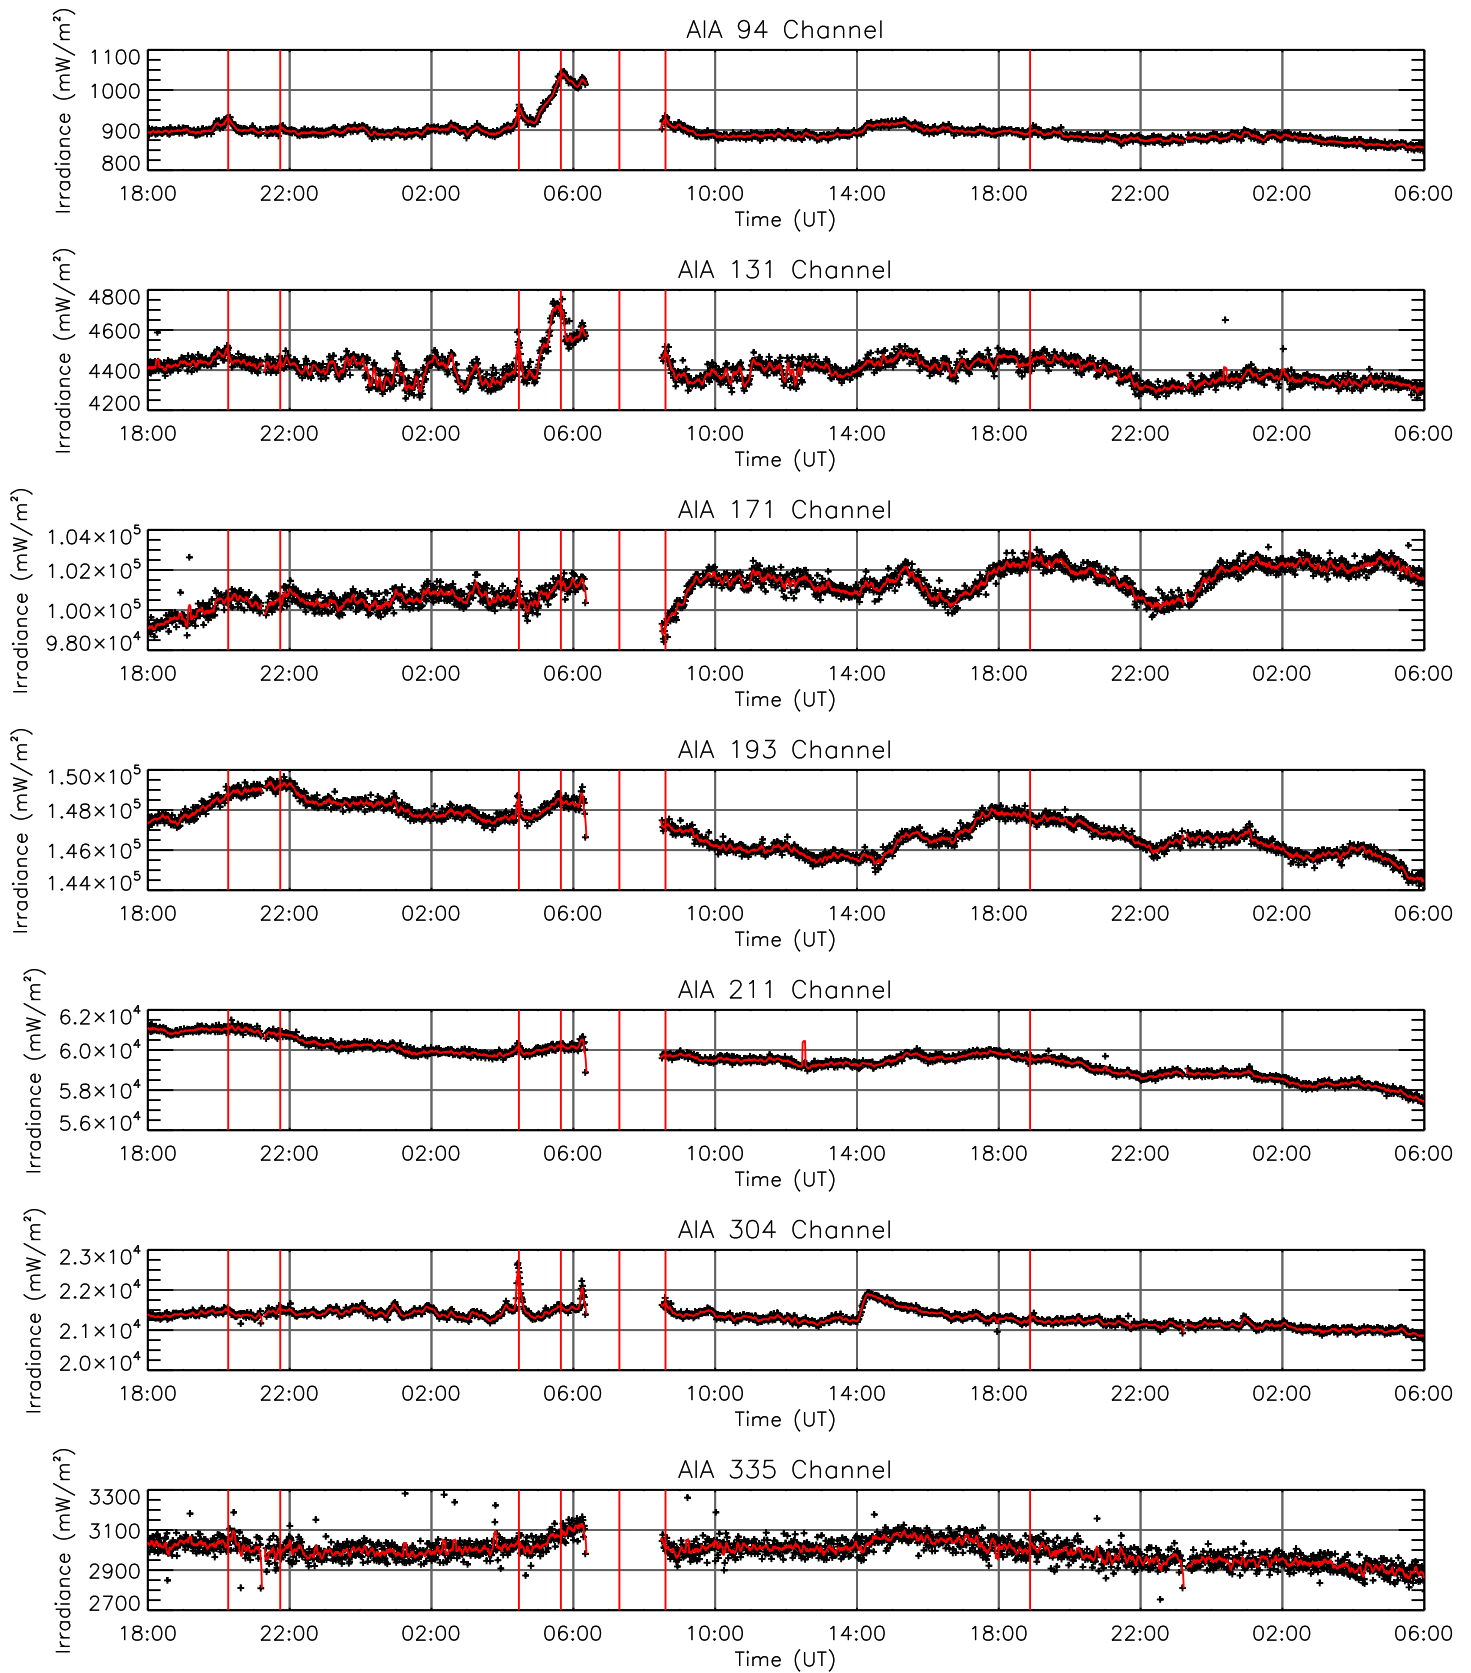 AIA 94 Channel
Irradiance (mW/m²)
1100
1000
900
800
18:00 22:00 02:00 06:00 10:00 14:00 18:00 22:00 02:00 06:00
Time (UT)
AIA 131 Channel
Irradiance (mW/m²)
4800
4600
4400
4200
18:00 22:00 02:00 06:00 10:00 14:00 18:00 22:00 02:00 06:00
Time (UT)
AIA 171 Channel
Irradiance (mW/m²)
1.04×10⁵
1.02×10⁵
1.00×10⁵
9.80×10⁴
18:00 22:00 02:00 06:00 10:00 14:00 18:00 22:00 02:00 06:00
Time (UT)
AIA 193 Channel
Irradiance (mW/m²)
1.50×10⁵
1.48×10⁵
1.46×10⁵
1.44×10⁵
18:00 22:00 02:00 06:00 10:00 14:00 18:00 22:00 02:00 06:00
Time (UT)
AIA 211 Channel
Irradiance (mW/m²)
6.2×10⁴
6.0×10⁴
5.8×10⁴
5.6×10⁴
18:00 22:00 02:00 06:00 10:00 14:00 18:00 22:00 02:00 06:00
Time (UT)
AIA 304 Channel
Irradiance (mW/m²)
2.3×10⁴
2.2×10⁴
2.1×10⁴
2.0×10⁴
18:00 22:00 02:00 06:00 10:00 14:00 18:00 22:00 02:00 06:00
Time (UT)
AIA 335 Channel
Irradiance (mW/m²)
3300
3100
2900
2700
18:00 22:00 02:00 06:00 10:00 14:00 18:00 22:00 02:00 06:00
Time (UT)